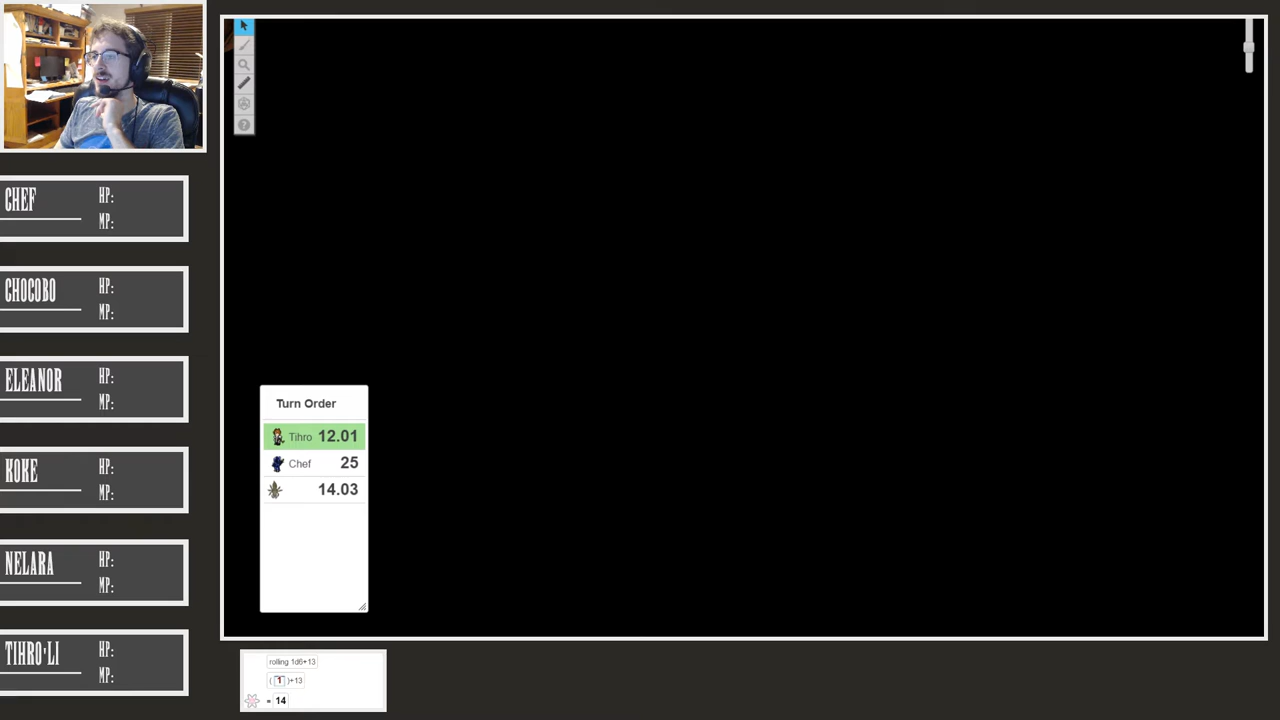 CHEF
HP:
MP:
CHOCOBO
HP:
MP:
ELEANOR
HP:
MP:
KOKE
HP:
MP:
NELARA
HP:
MP:
TIHRO'LI
HP:
MP:
Turn Order
Tihro 12.01
Chef 25
14.03
rolling 1d6+13
(1)+13
= 14